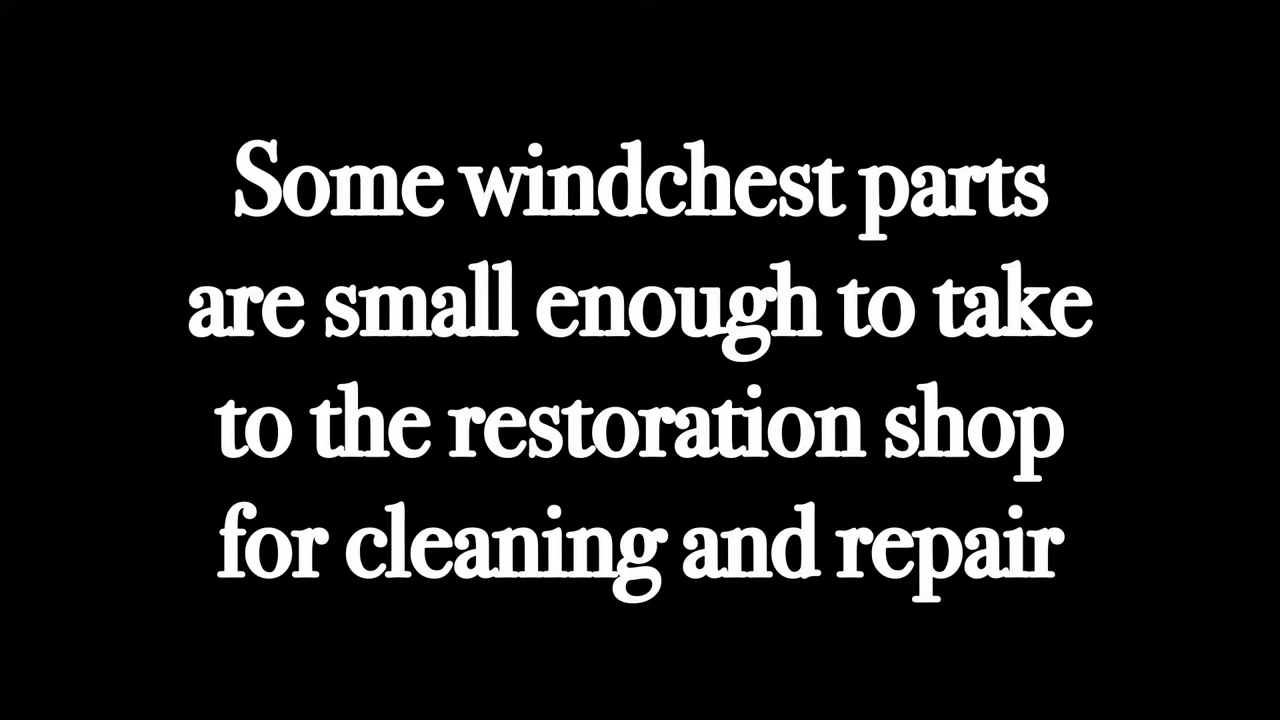 Some windchest parts
are small enough to take
to the restoration shop
for cleaning and repair